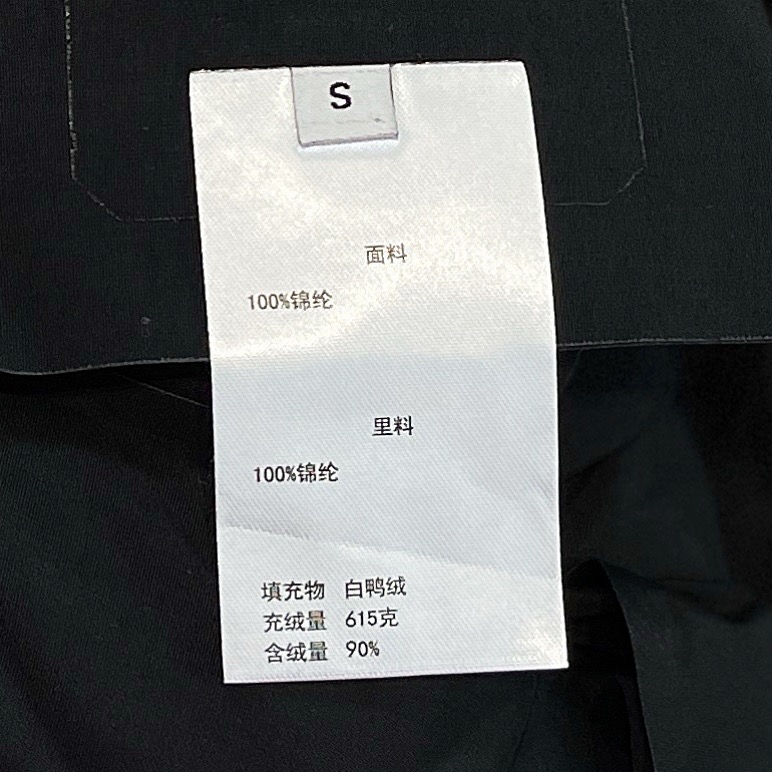 S
面料
100%锦纶
里料
100%锦纶
填充物 白鸭绒
充绒量 615克
含绒量 90%